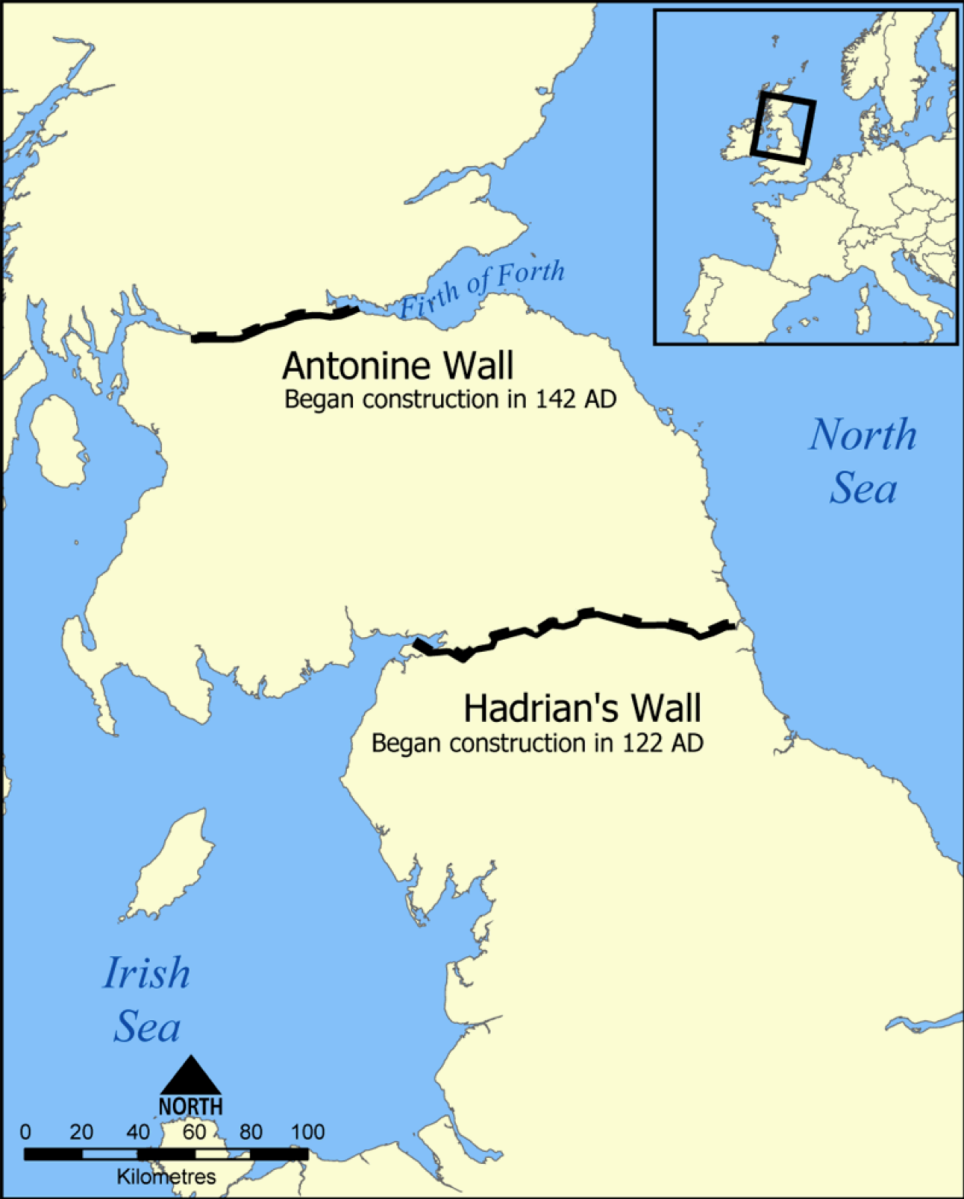 Firth of Forth
Antonine Wall
Began construction in 142 AD
North
Sea
Hadrian's Wall
Began construction in 122 AD
Irish
Sea
NORTH
0 20 40 60 80 100
Kilometres